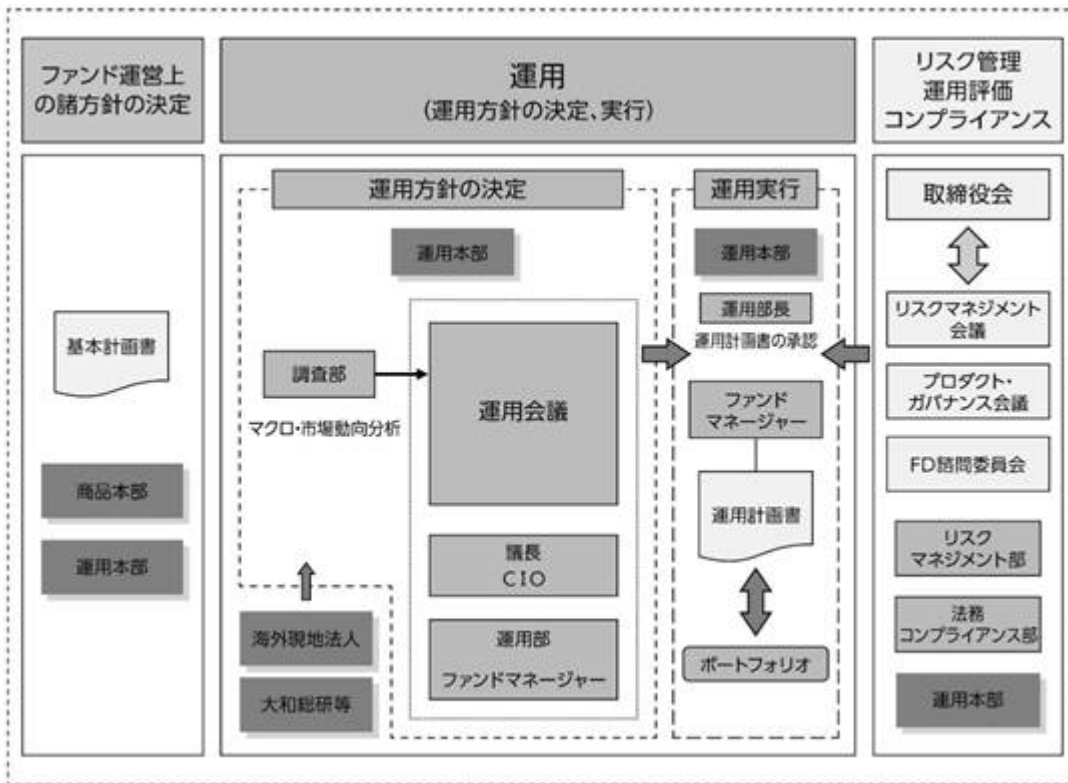 ファンド運営上
の諸方針の決定
基本計画書
商品本部
運用本部
運用
(運用方針の決定、実行)
運用方針の決定
運用本部
調査部
マクロ・市場動向分析
運用会議
議長
CIO
運用部
ファンドマネージャー
海外現地法人
大和総研等
運用実行
運用本部
運用部長
運用計画書の承認
ファンド
マネージャー
運用計画書
ポートフォリオ
リスク管理
運用評価
コンプライアンス
取締役会
リスクマネジメント
会議
プロダクト・
ガバナンス会議
FD諮問委員会
リスク
マネジメント部
法務
コンプライアンス部
運用本部